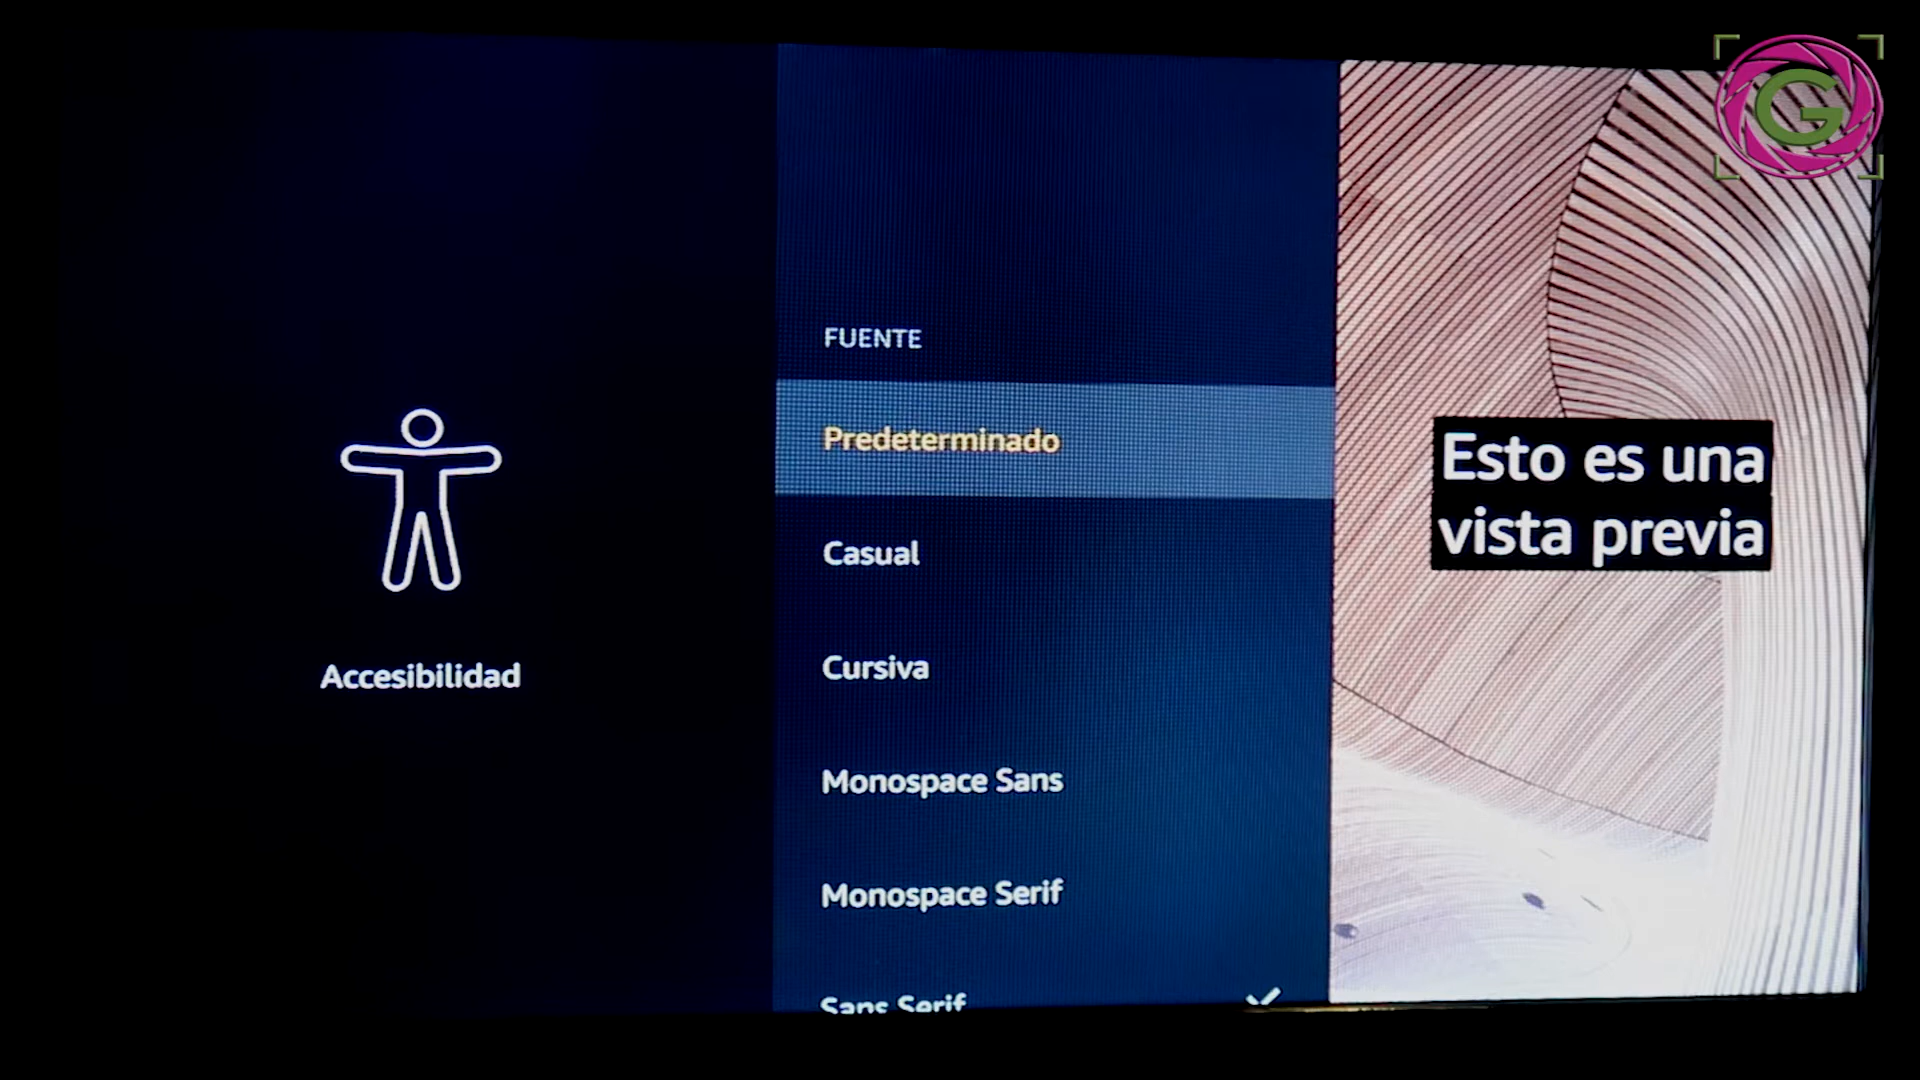 G
FUENTE
Predeterminado
Casual
Cursiva
Monospace Sans
Monospace Serif
Sans Serif
Accesibilidad
Esto es una
vista previa